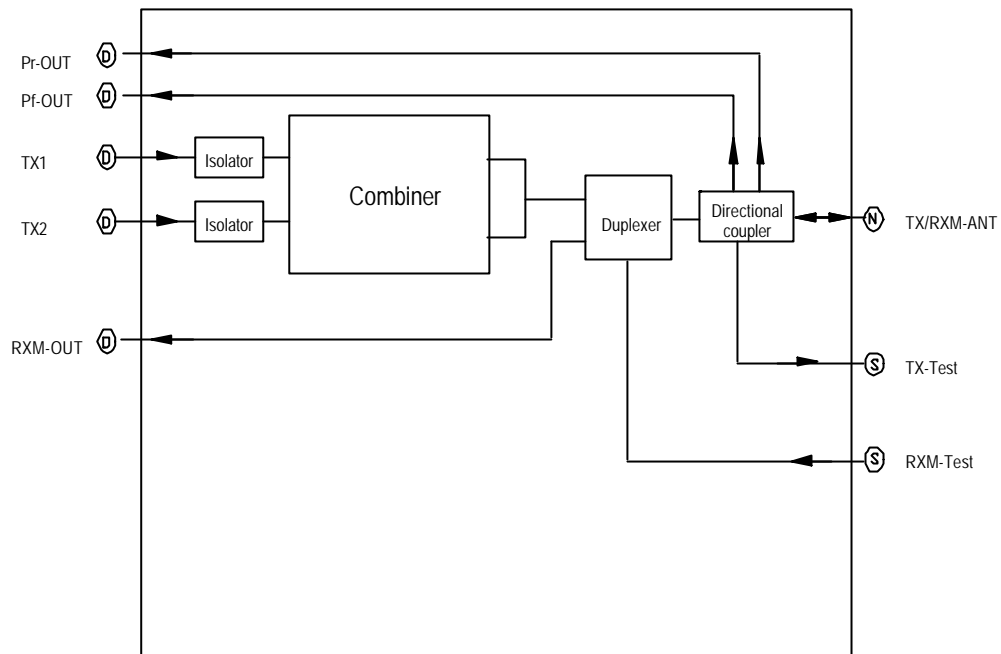 Pr-OUT D
Pf-OUT D
TX1 D
Isolator
Combiner
TX2 D
Isolator
Duplexer
Directional
coupler
N TX/RXM-ANT
RXM-OUT D
S TX-Test
S RXM-Test